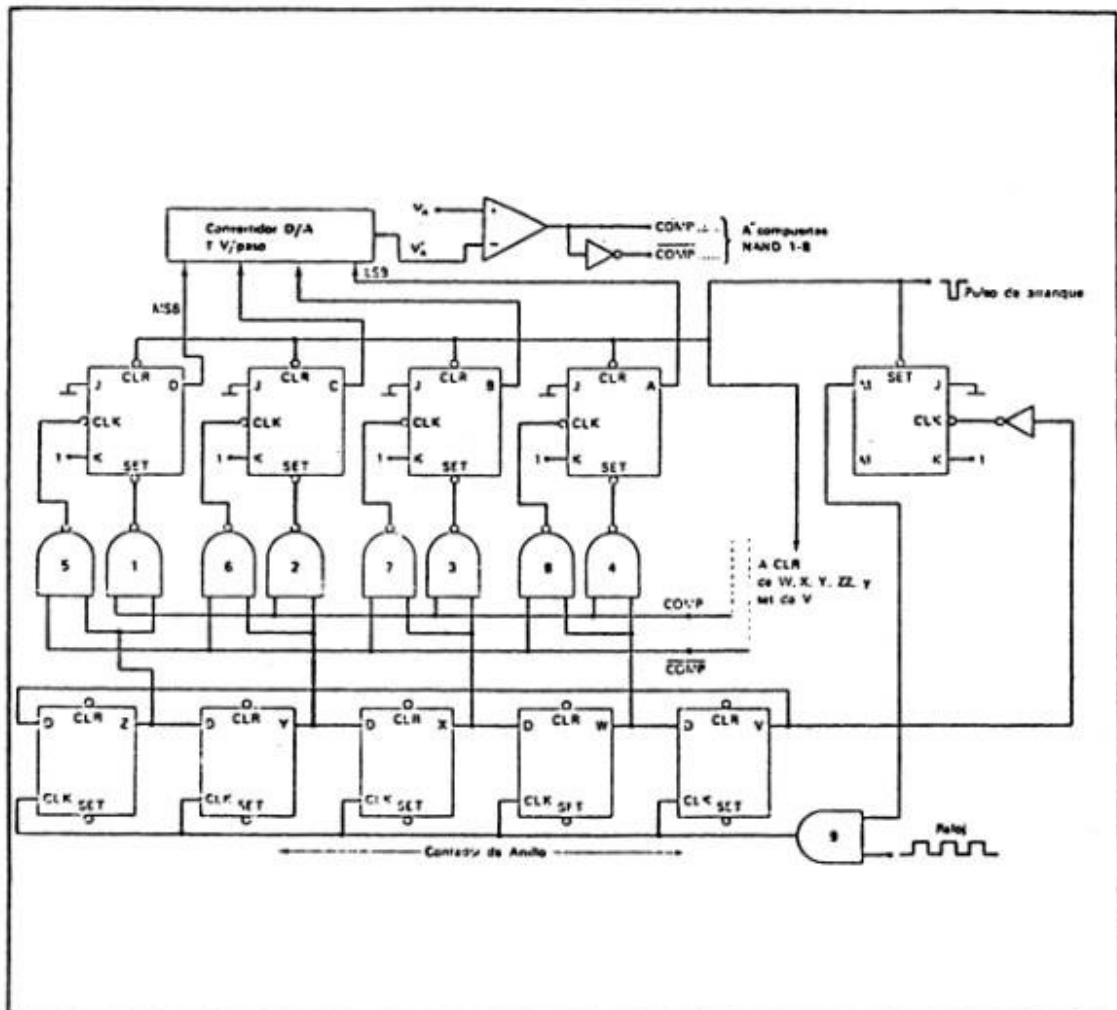 Convertidor D/A
1 V/paso
COMP
COMP
A compuertas
NAND 1-8
MSB
LSB
Pulso de arranque
J CLR D
CLK
1 K
SET
J CLR C
CLK
1 K
SET
J CLR B
CLK
1 K
SET
J CLR A
CLK
1 K
SET
M SET J
CLK
M K 1
5
1
6
2
7
3
8
4
A CLR
de W, X, Y, ZZ, y
set de V
COMP
COMP
D CLR Z
CLK
SET
D CLR Y
CLK
SET
D CLR X
CLK
SET
D CLR W
CLK
SET
D CLR V
CLK
SET
9
Reloj
Contador de Anillo